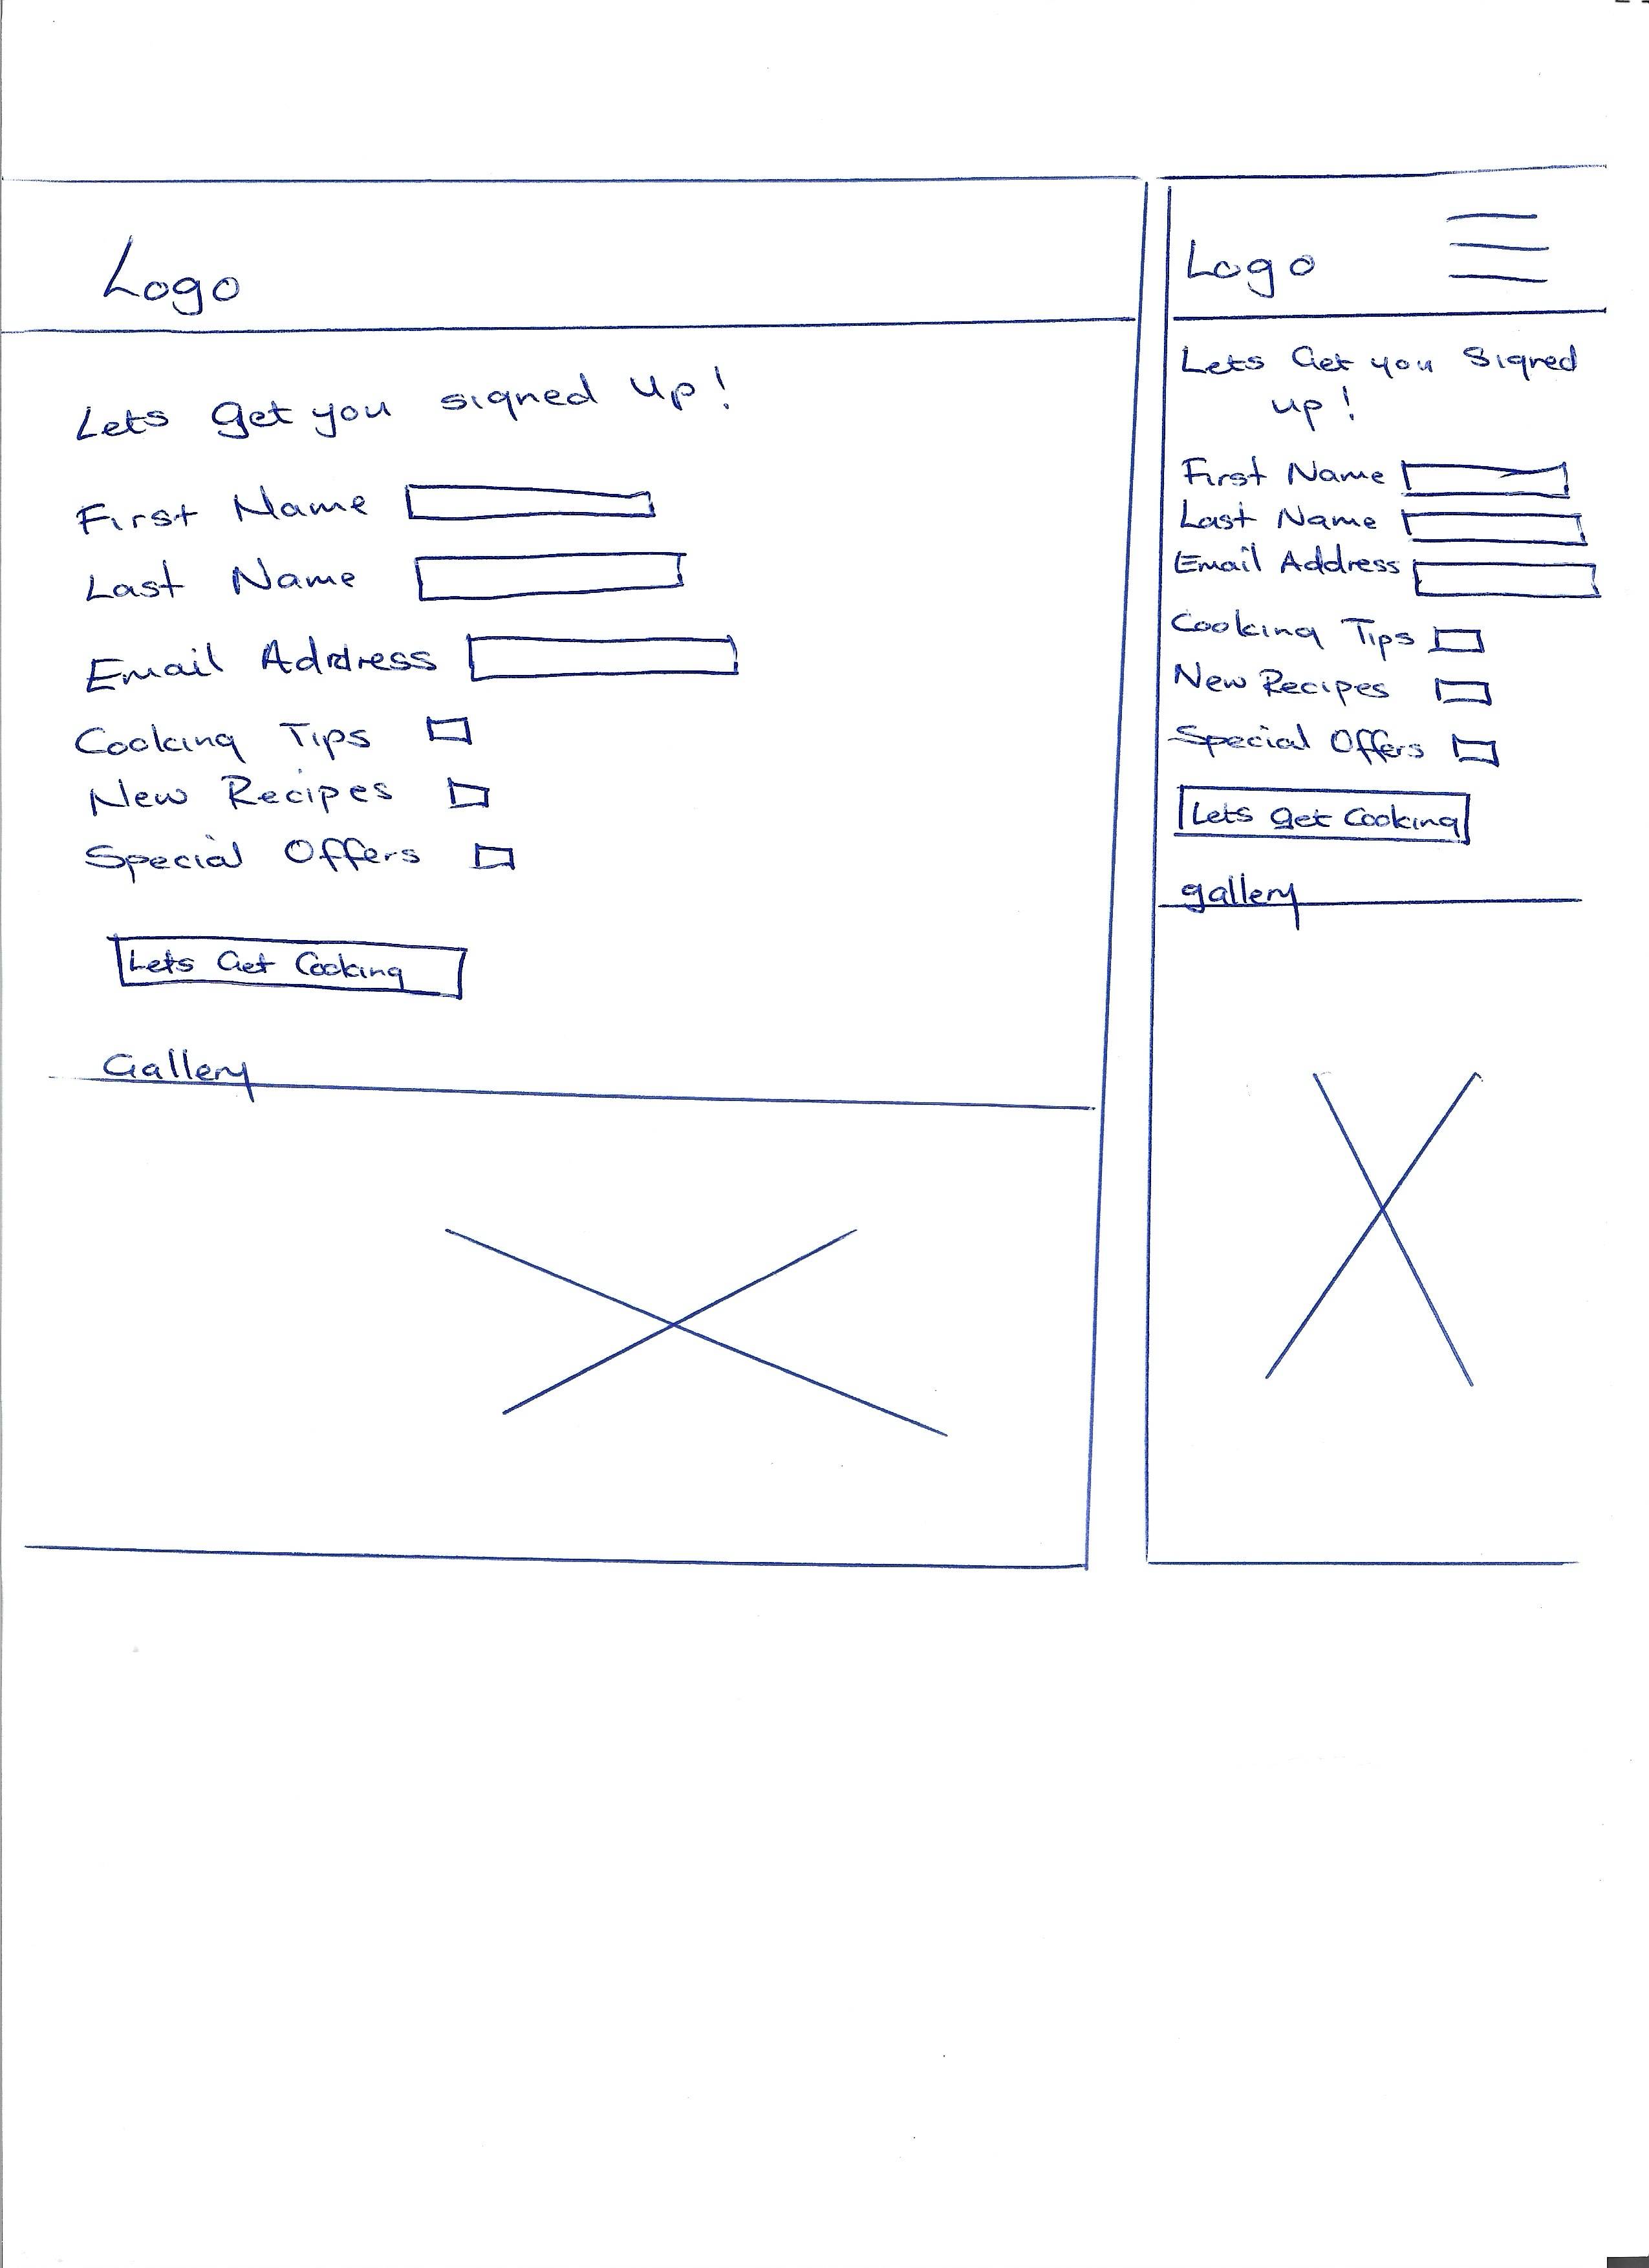 Logo
Lets get you signed up!
First Name
Last Name
Email Address
Cooking Tips
New Recipes
Special Offers
Lets Get Cooking
Gallery
Logo
Lets Get you Signed
up!
First Name
Last Name
Email Address
Cooking Tips
New Recipes
Special Offers
Lets get Cooking
gallery